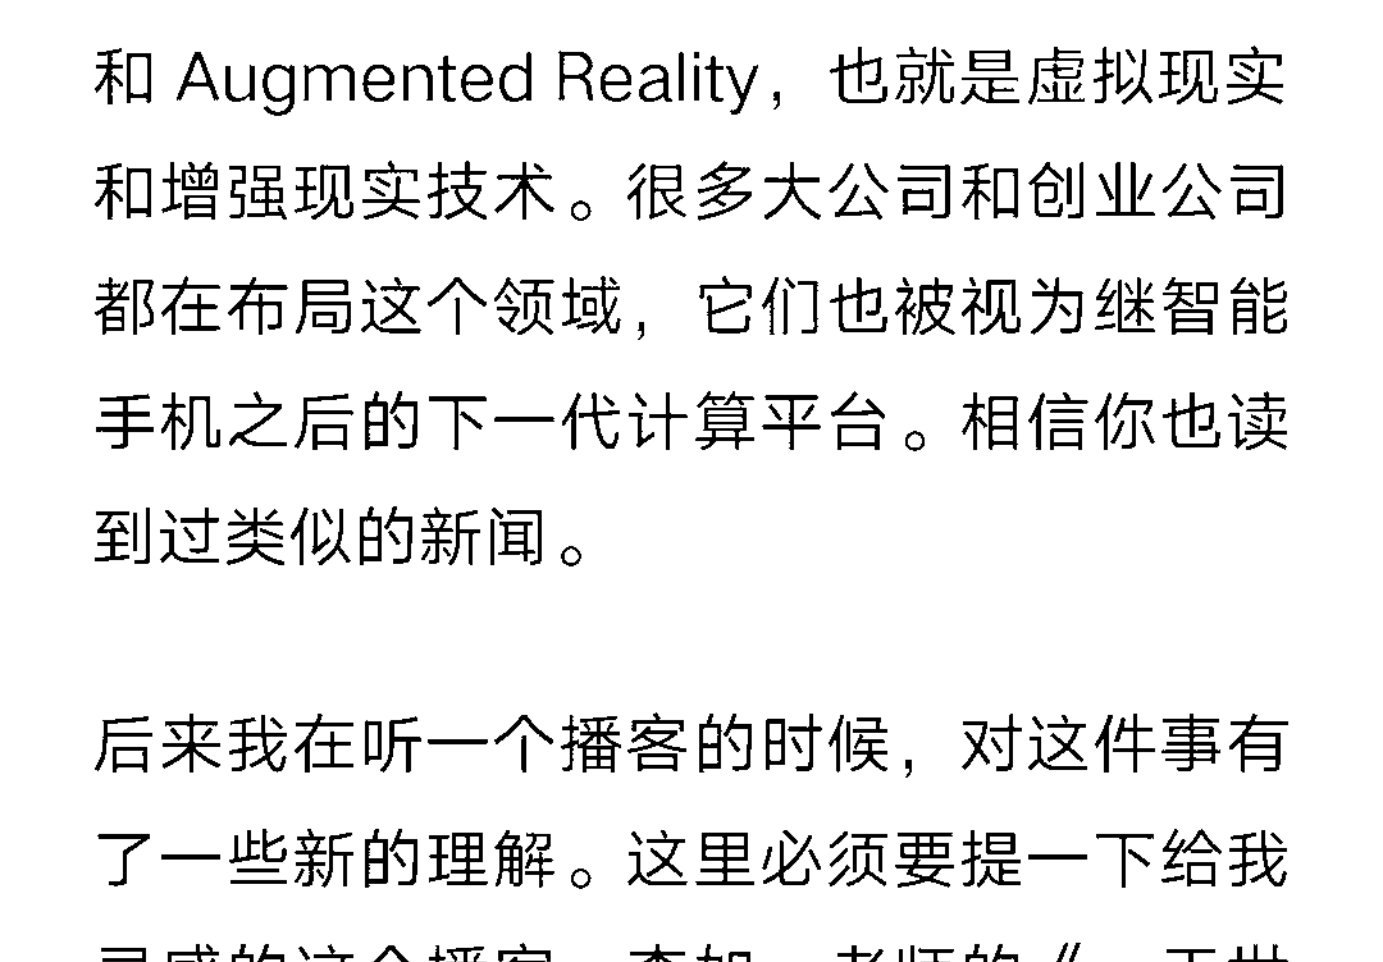 和 Augmented Reality，也就是虚拟现实
和增强现实技术。很多大公司和创业公司
都在布局这个领域，它们也被视为继智能
手机之后的下一代计算平台。相信你也读
到过类似的新闻。
后来我在听一个播客的时候，对这件事有
了一些新的理解。这里必须要提一下给我